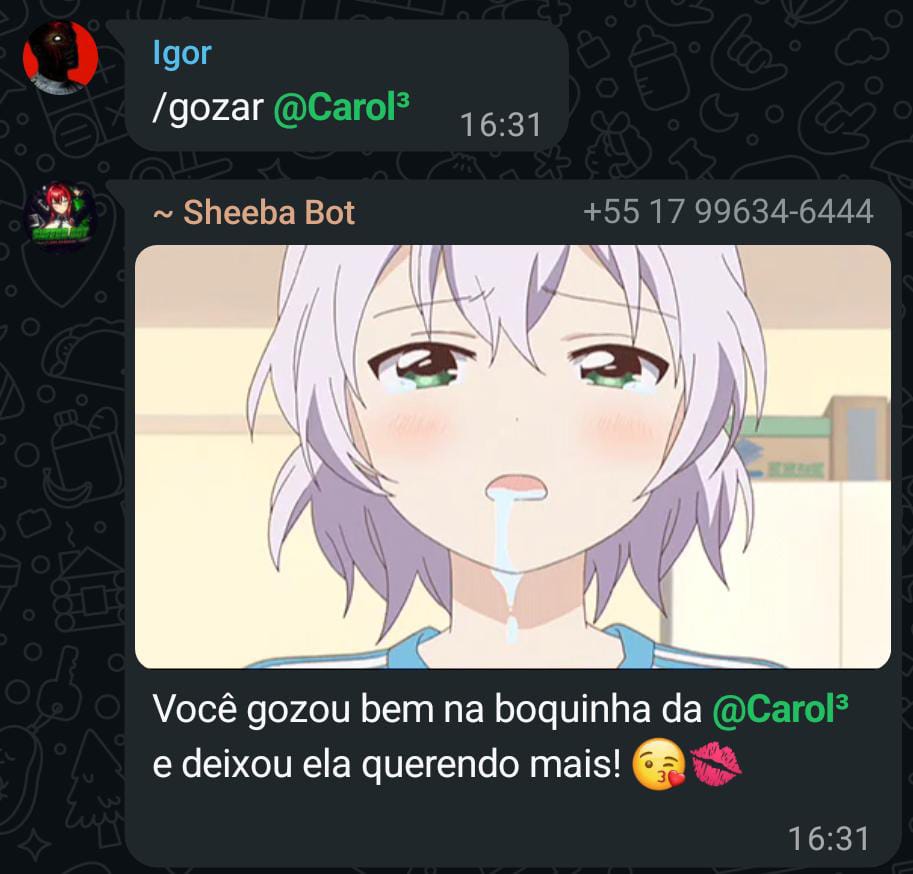 Igor
/gozar @Carol³
16:31
~ Sheeba Bot +55 17 99634-6444
Você gozou bem na boquinha da @Carol³
e deixou ela querendo mais! 😘💋
16:31